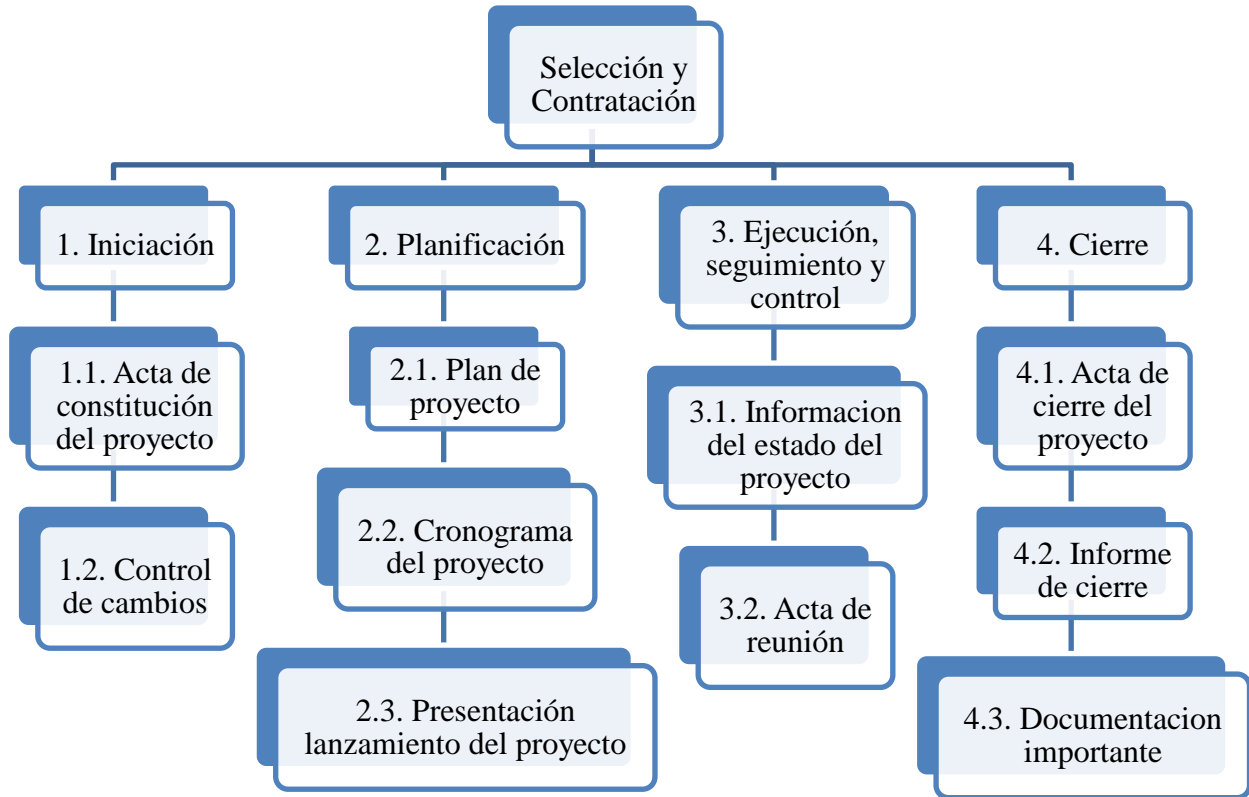 Selección y
Contratación
1. Iniciación
1.1. Acta de
constitución
del proyecto
1.2. Control
de cambios
2. Planificación
2.1. Plan de
proyecto
2.2. Cronograma
del proyecto
2.3. Presentación
lanzamiento del proyecto
3. Ejecución,
seguimiento y
control
3.1. Informacion
del estado del
proyecto
3.2. Acta de
reunión
4. Cierre
4.1. Acta de
cierre del
proyecto
4.2. Informe
de cierre
4.3. Documentacion
importante